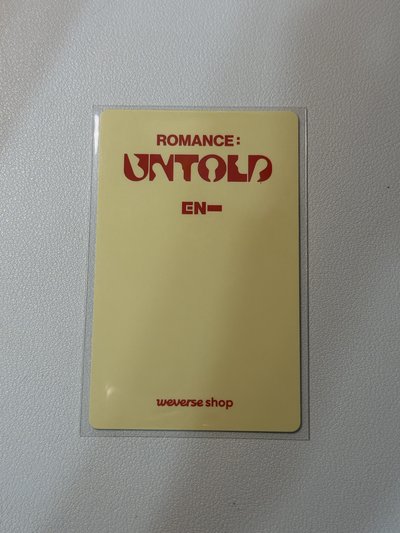 ROMANCE:
UNTOLD
EN-
weverse shop